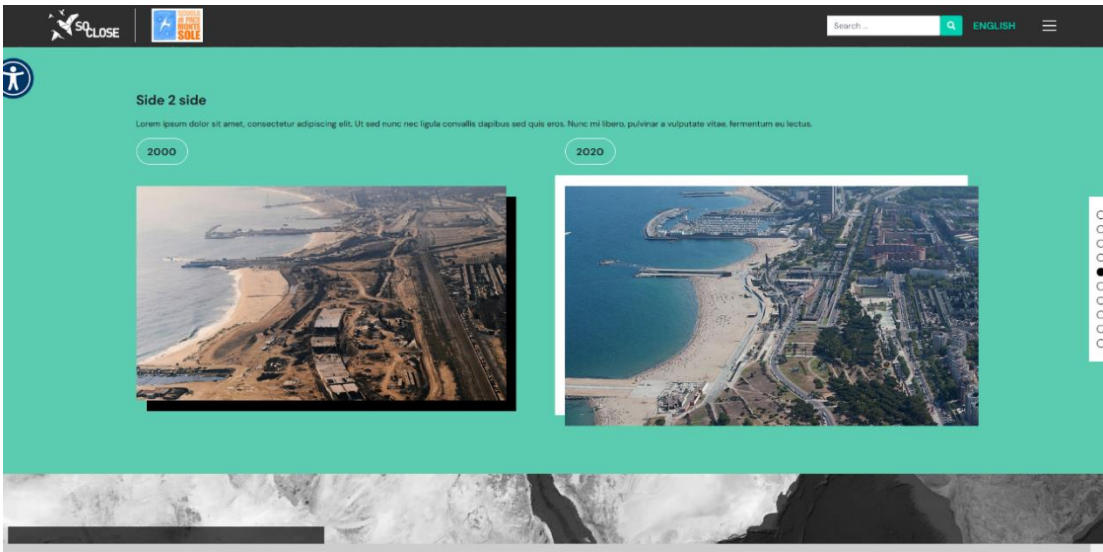 SO CLOSE
SCUOLA
DI PACE
MONTE
SOLE
Search ...
ENGLISH
Side 2 side
Lorem ipsum dolor sit amet, consectetur adipiscing elit. Ut sed nunc nec ligula convallis dapibus sed quis eros. Nunc mi libero, pulvinar a vulputate vitae, fermentum eu lectus.
2000
2020